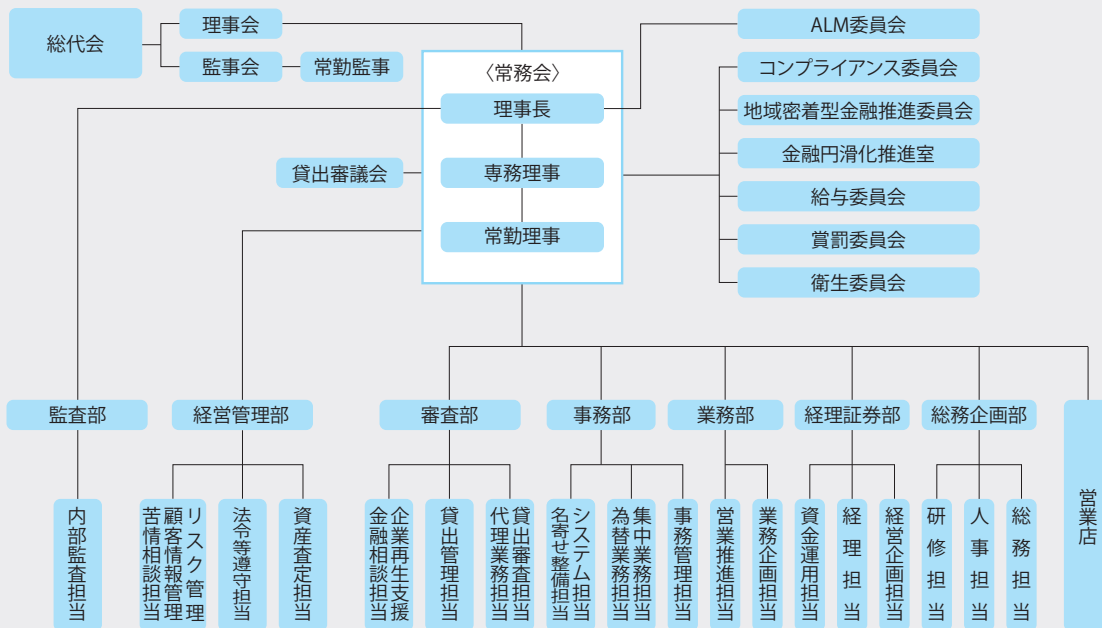 総代会
理事会
監事会
常勤監事
〈常務会〉
理事長
専務理事
常勤理事
貸出審議会
ALM委員会
コンプライアンス委員会
地域密着型金融推進委員会
金融円滑化推進室
給与委員会
賞罰委員会
衛生委員会
監査部
経営管理部
審査部
事務部
業務部
経理証券部
総務企画部
営業店
内部監査担当
リスク管理
顧客情報管理
苦情相談担当
法令等遵守担当
資産査定担当
企業再生支援
金融相談担当
貸出管理担当
貸出審査担当
代理業務担当
システム担当
名寄せ整備担当
集中業務担当
為替業務担当
事務管理担当
営業推進担当
業務企画担当
資金運用担当
経理担当
経営企画担当
研修担当
人事担当
総務担当